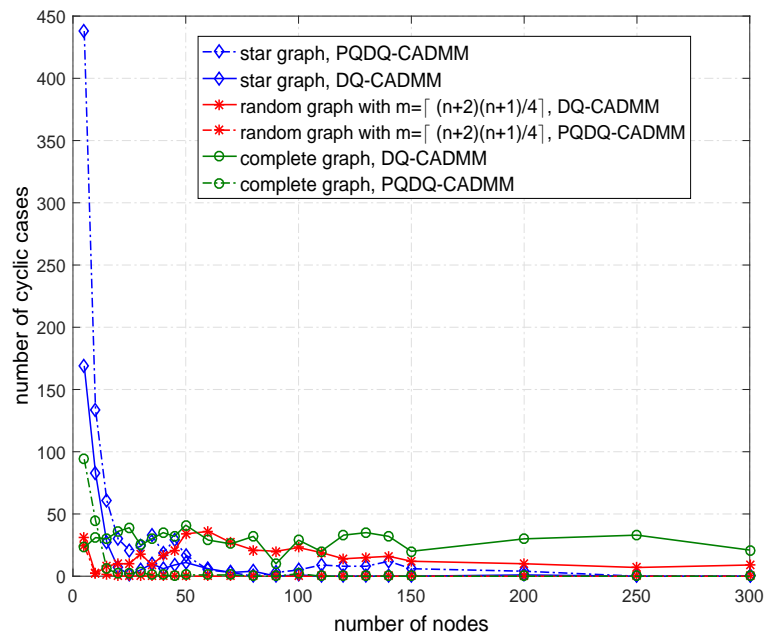 450
400
350
300
250
200
150
100
50
0
number of cyclic cases
star graph, PQDQ-CADMM
star graph, DQ-CADMM
random graph with m=⌈ (n+2)(n+1)/4⌉, DQ-CADMM
random graph with m=⌈ (n+2)(n+1)/4⌉, PQDQ-CADMM
complete graph, DQ-CADMM
complete graph, PQDQ-CADMM
0 50 100 150 200 250 300
number of nodes